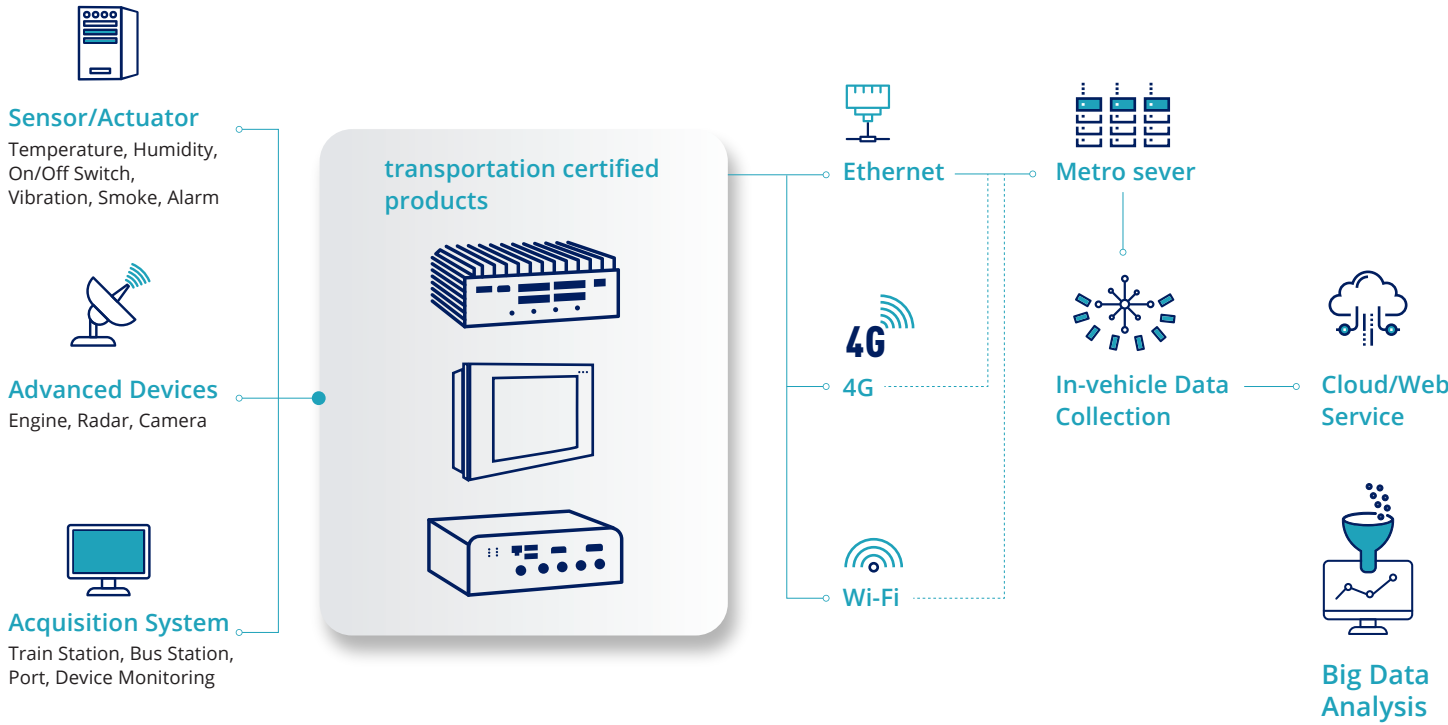 Sensor/Actuator
Temperature, Humidity,
On/Off Switch,
Vibration, Smoke, Alarm
Advanced Devices
Engine, Radar, Camera
Acquisition System
Train Station, Bus Station,
Port, Device Monitoring
transportation certified
products
Ethernet
4G
4G
Wi-Fi
Metro sever
In-vehicle Data
Collection
Cloud/Web
Service
Big Data
Analysis